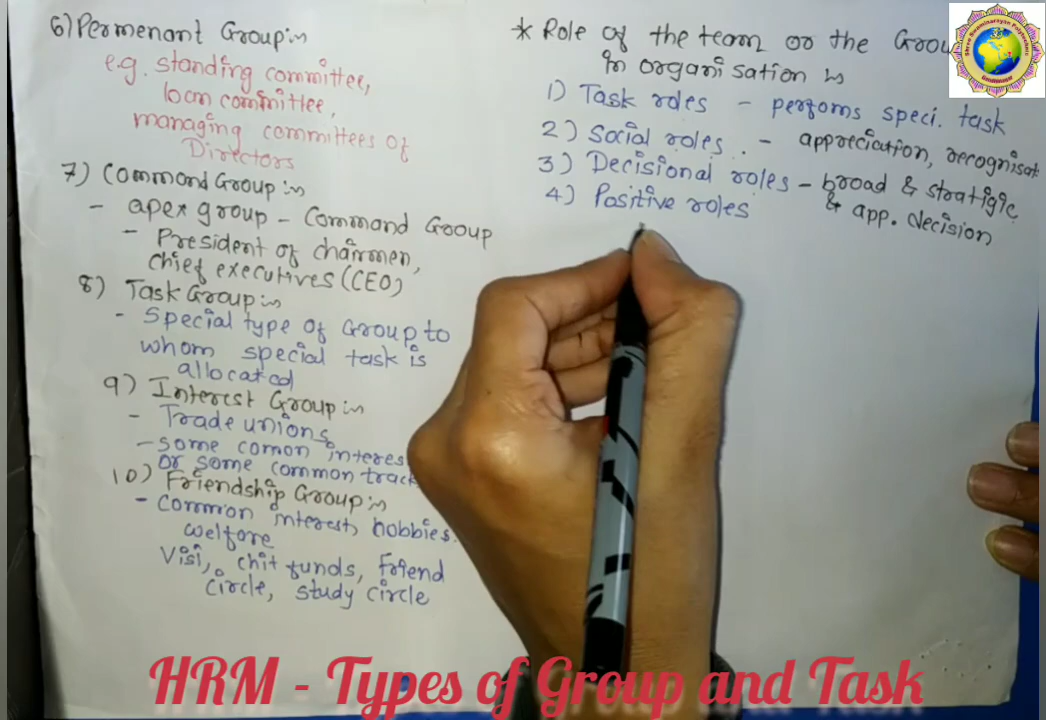 6) Permenant Group :~
e.g. standing committee,
loan committee,
managing committees of
Directors
7) Command Group :~
- apex group - Command Group
- President of chairmen,
chief executives (CEO)
8) Task Group :~
- Special type of Group to
whom special task is
allocated
9) Interest Group :~
- Trade unions
- some comon interes
or some common track
10) Friendship Group :~
- Common interest, hobbies.
welfare
Visi, chit funds, friend
circle, study circle
* Role of the team or the Grou
in organisation :~
1) Task roles - perfoms speci. task
2) Social roles. - appreciation, recognisat
3) Decisional roles - broad & stratigic
& app. decision
4) Positive roles
HRM - Types of Group and Task